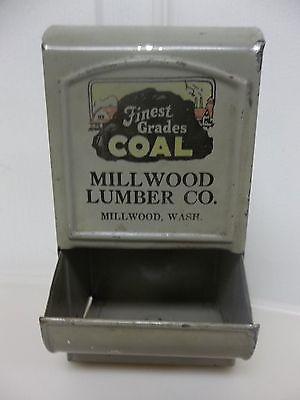 Finest
Grades
COAL
MILLWOOD
LUMBER CO.
MILLWOOD, WASH.